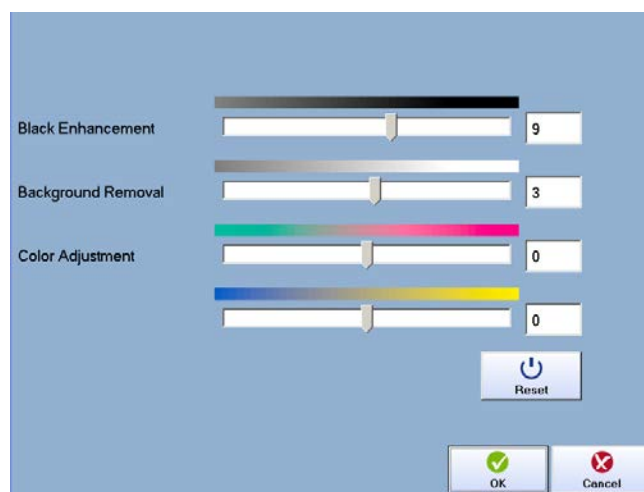 Black Enhancement
9
Background Removal
3
Color Adjustment
0
0
Reset
OK
Cancel